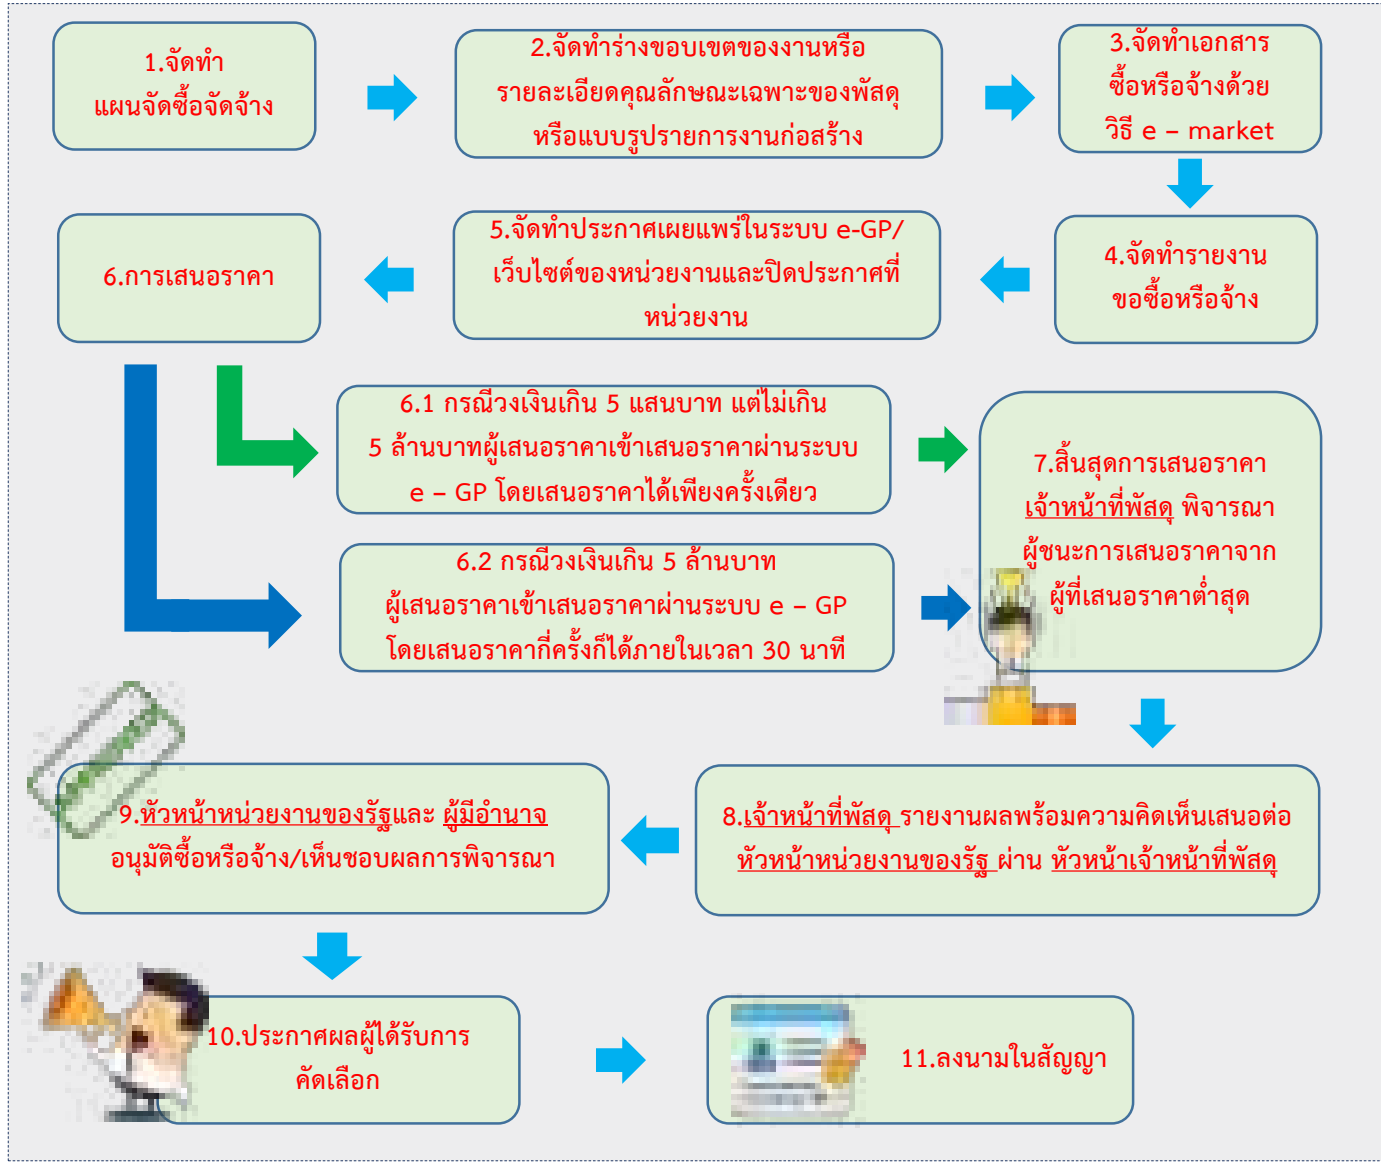 1.จัดทำ
แผนจัดซื้อจัดจ้าง
2.จัดทำร่างขอบเขตของงานหรือ
รายละเอียดคุณลักษณะเฉพาะของพัสดุ
หรือแบบรูปรายการงานก่อสร้าง
3.จัดทำเอกสาร
ซื้อหรือจ้างด้วย
วิธี e – market
4.จัดทำรายงาน
ขอซื้อหรือจ้าง
5.จัดทำประกาศเผยแพร่ในระบบ e-GP/
เว็บไซต์ของหน่วยงานและปิดประกาศที่
หน่วยงาน
6.การเสนอราคา
6.1 กรณีวงเงินเกิน 5 แสนบาท แต่ไม่เกิน
5 ล้านบาทผู้เสนอราคาเข้าเสนอราคาผ่านระบบ
e – GP โดยเสนอราคาได้เพียงครั้งเดียว
6.2 กรณีวงเงินเกิน 5 ล้านบาท
ผู้เสนอราคาเข้าเสนอราคาผ่านระบบ e – GP
โดยเสนอราคากี่ครั้งก็ได้ภายในเวลา 30 นาที
7.สิ้นสุดการเสนอราคา
เจ้าหน้าที่พัสดุ พิจารณา
ผู้ชนะการเสนอราคาจาก
ผู้ที่เสนอราคาต่ำสุด
8.เจ้าหน้าที่พัสดุ รายงานผลพร้อมความคิดเห็นเสนอต่อ
หัวหน้าหน่วยงานของรัฐ ผ่าน หัวหน้าเจ้าหน้าที่พัสดุ
9.หัวหน้าหน่วยงานของรัฐและ ผู้มีอำนาจ
อนุมัติซื้อหรือจ้าง/เห็นชอบผลการพิจารณา
10.ประกาศผลผู้ได้รับการ
คัดเลือก
11.ลงนามในสัญญา